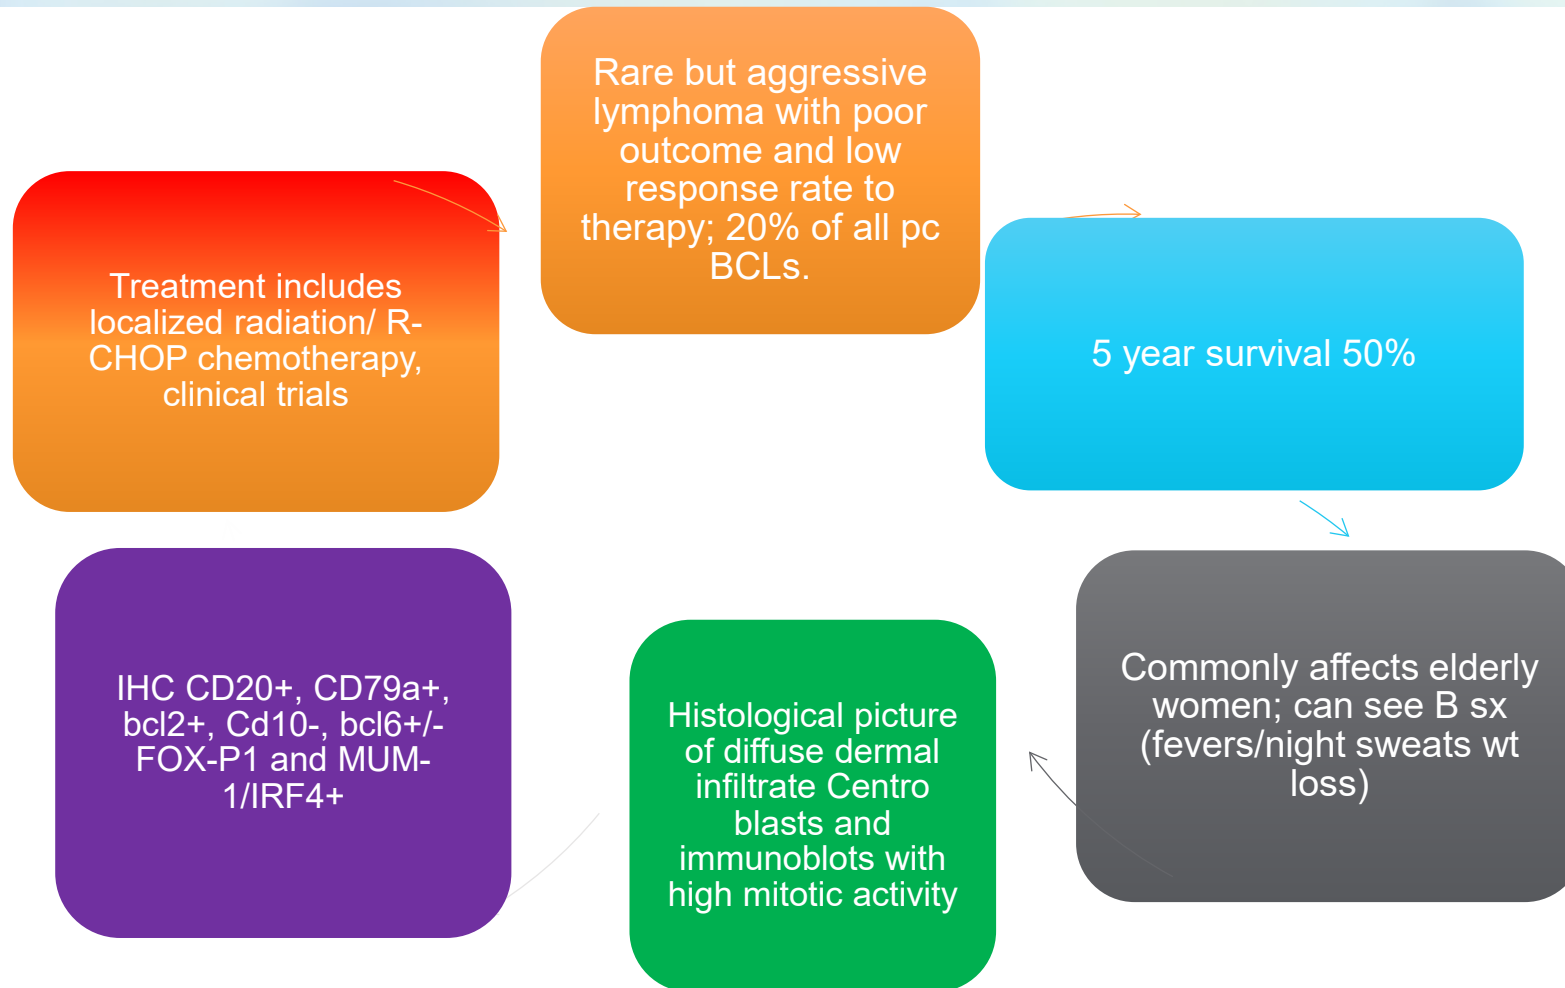 Rare but aggressive
lymphoma with poor
outcome and low
response rate to
therapy; 20% of all pc
BCLs.
5 year survival 50%
Commonly affects elderly
women; can see B sx
(fevers/night sweats wt
loss)
Histological picture
of diffuse dermal
infiltrate Centro
blasts and
immunoblots with
high mitotic activity
IHC CD20+, CD79a+,
bcl2+, Cd10-, bcl6+/-
FOX-P1 and MUM-
1/IRF4+
Treatment includes
localized radiation/ R-
CHOP chemotherapy,
clinical trials